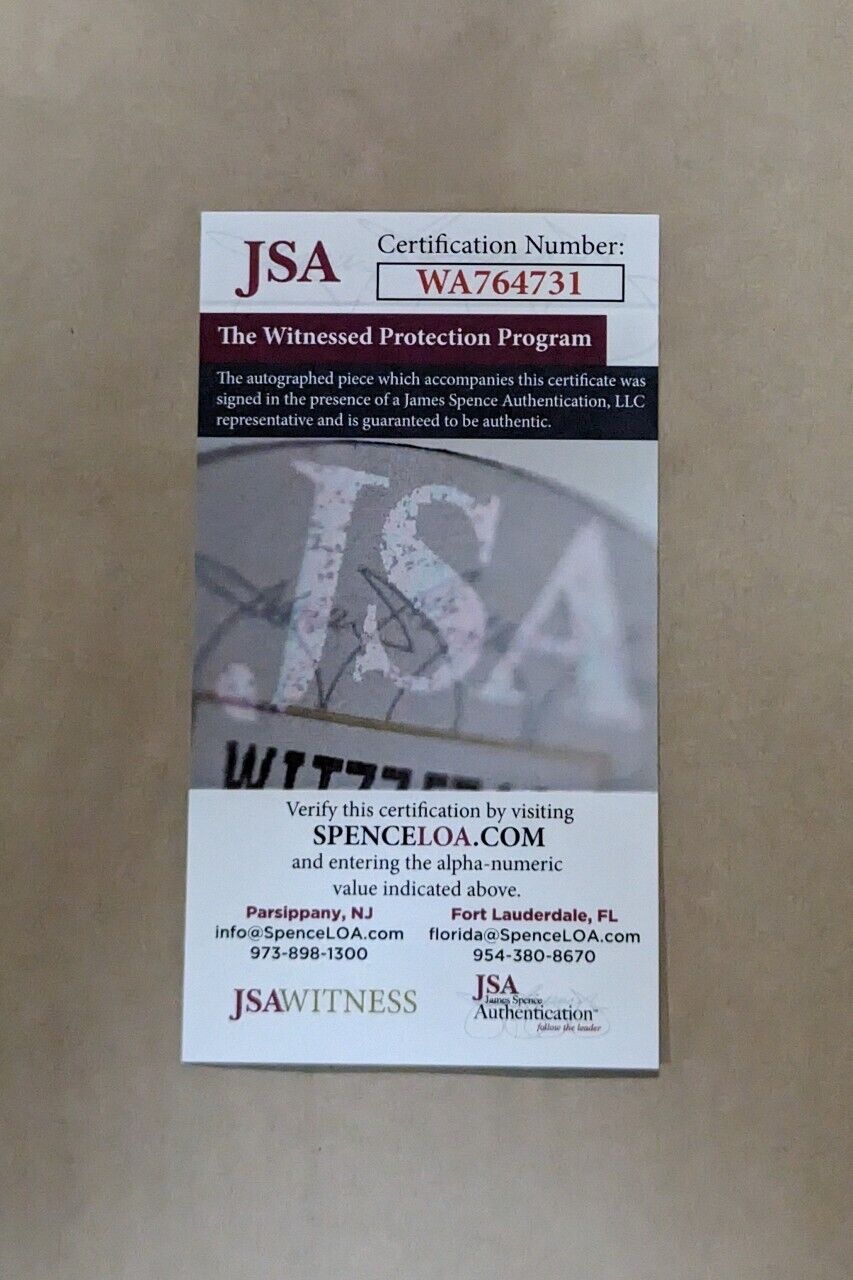 JSA
Certification Number:
WA764731
The Witnessed Protection Program
The autographed piece which accompanies this certificate was
signed in the presence of a James Spence Authentication, LLC
representative and is guaranteed to be authentic.
JSA
Verify this certification by visiting
SPENCELOA.COM
and entering the alpha-numeric
value indicated above.
Parsippany, NJ
info@SpenceLOA.com
973-898-1300
Fort Lauderdale, FL
florida@SpenceLOA.com
954-380-8670
JSAWITNESS
JSA
James Spence
Authentication™
follow the leader